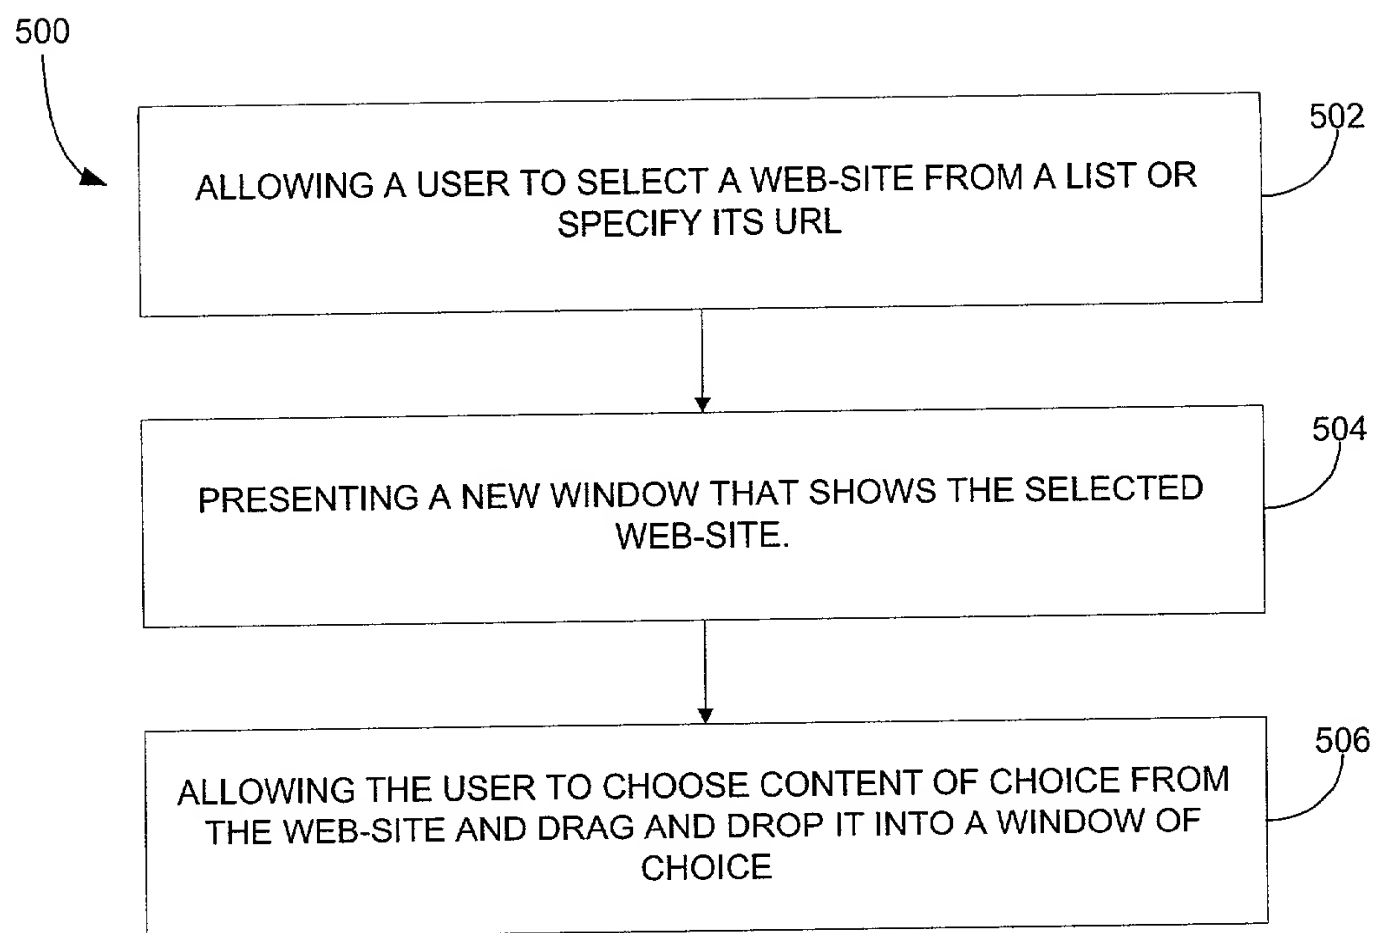 500
502
ALLOWING A USER TO SELECT A WEB-SITE FROM A LIST OR
SPECIFY ITS URL
504
PRESENTING A NEW WINDOW THAT SHOWS THE SELECTED
WEB-SITE.
506
ALLOWING THE USER TO CHOOSE CONTENT OF CHOICE FROM
THE WEB-SITE AND DRAG AND DROP IT INTO A WINDOW OF
CHOICE